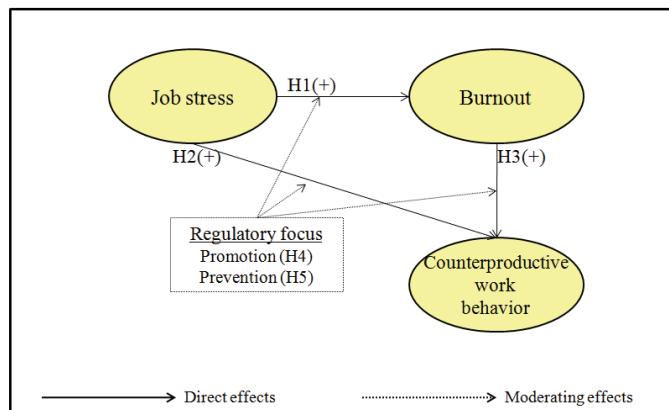 H1(+)
Job stress
Burnout
H2(+)
H3(+)
Regulatory focus
Promotion (H4)
Prevention (H5)
Counterproductive
work
behavior
Direct effects
Moderating effects